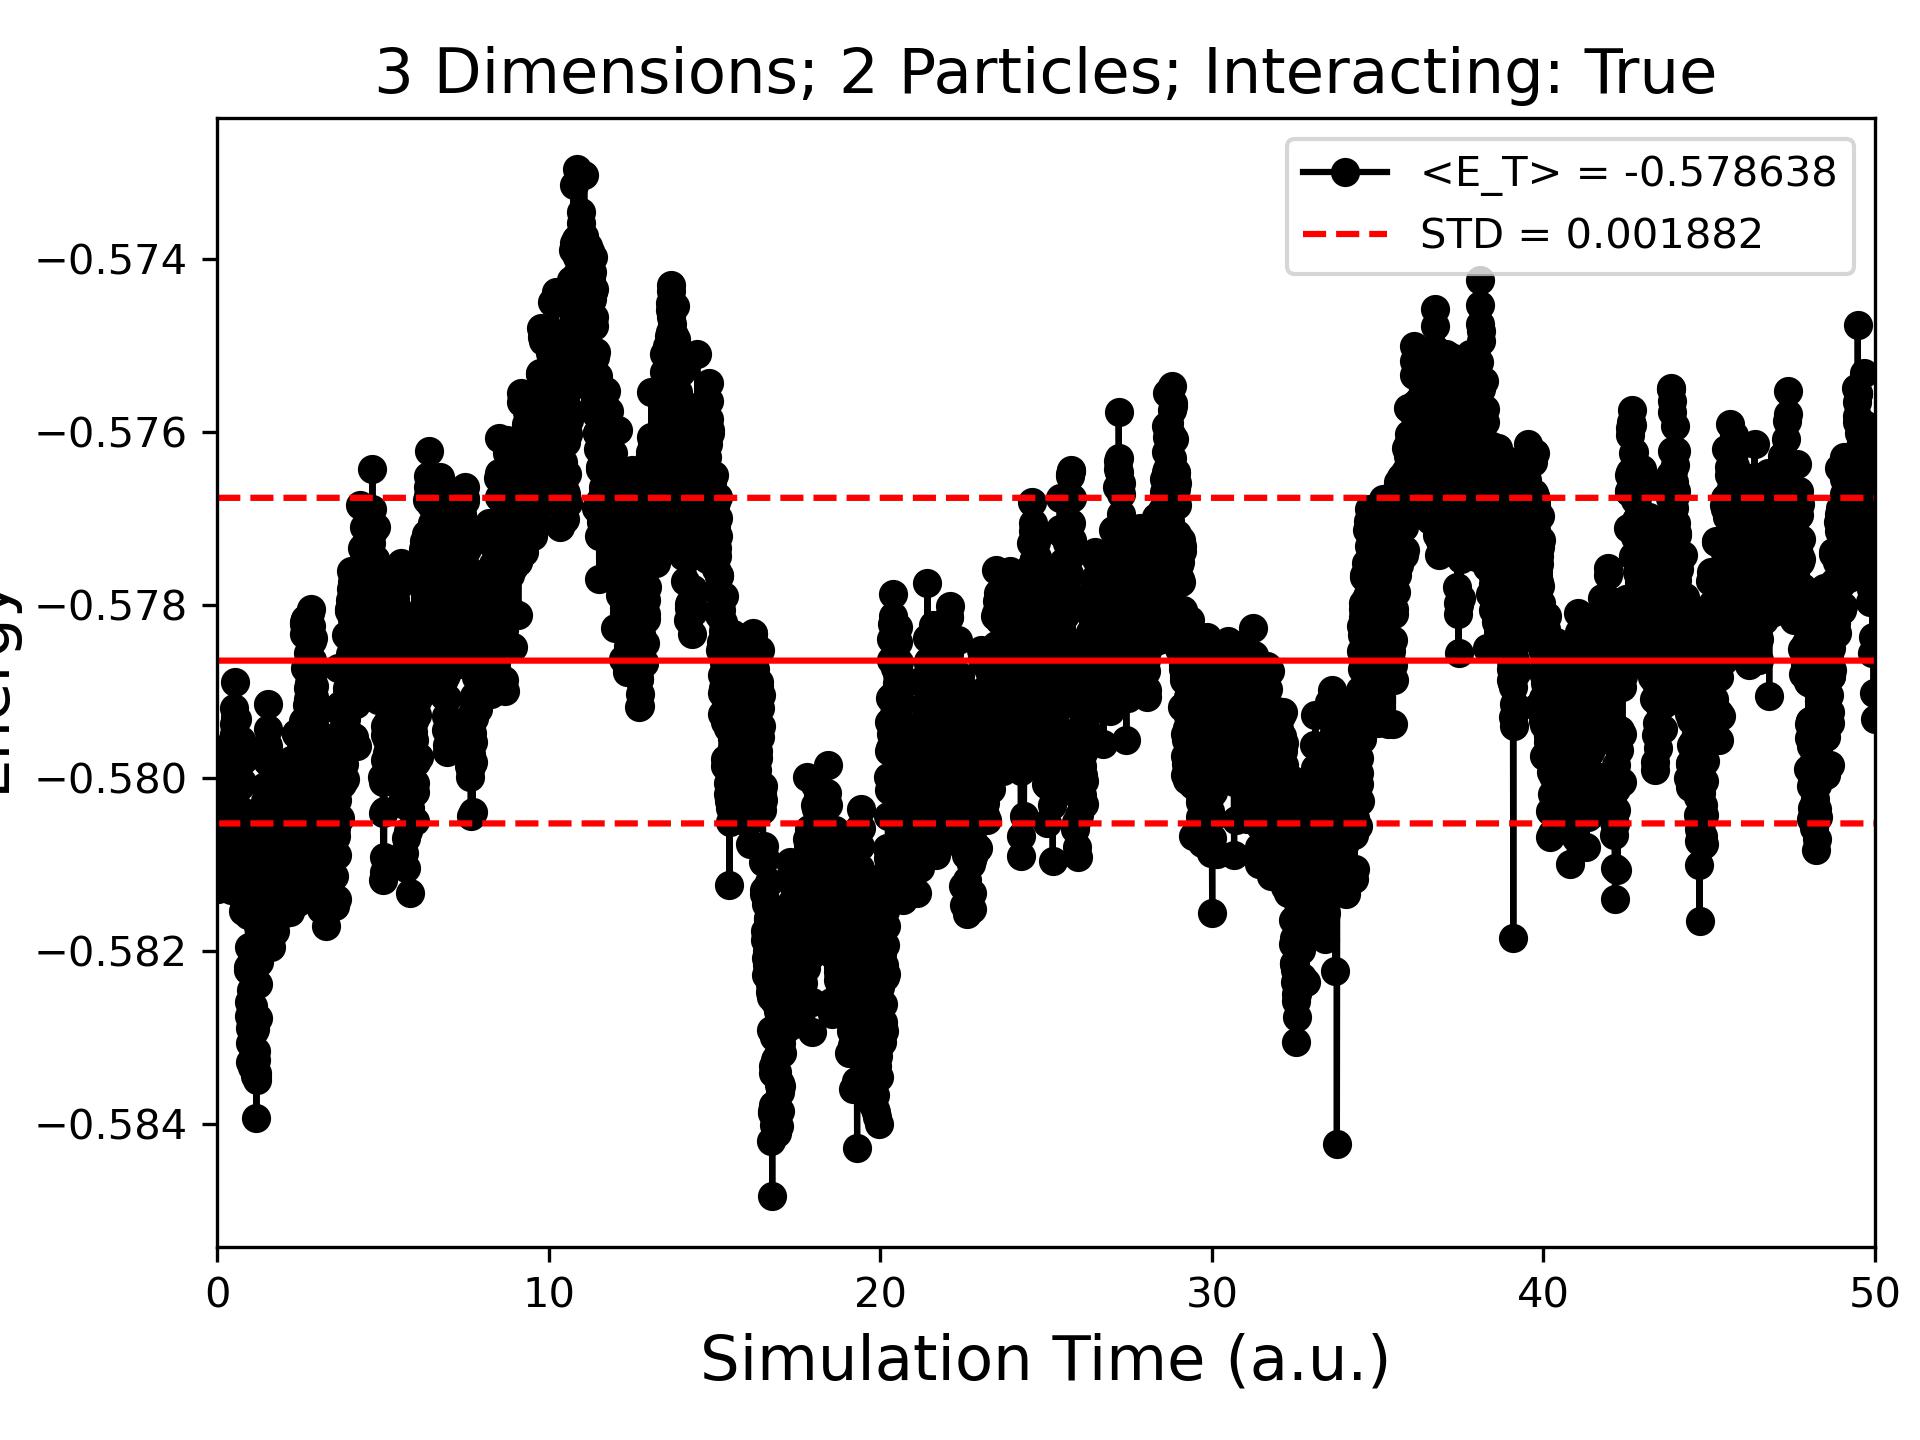 3 Dimensions; 2 Particles; Interacting: True
<E_T> = -0.578638
STD = 0.001882
−0.574
−0.576
−0.578
−0.580
−0.582
−0.584
Energy
0 10 20 30 40 50
Simulation Time (a.u.)